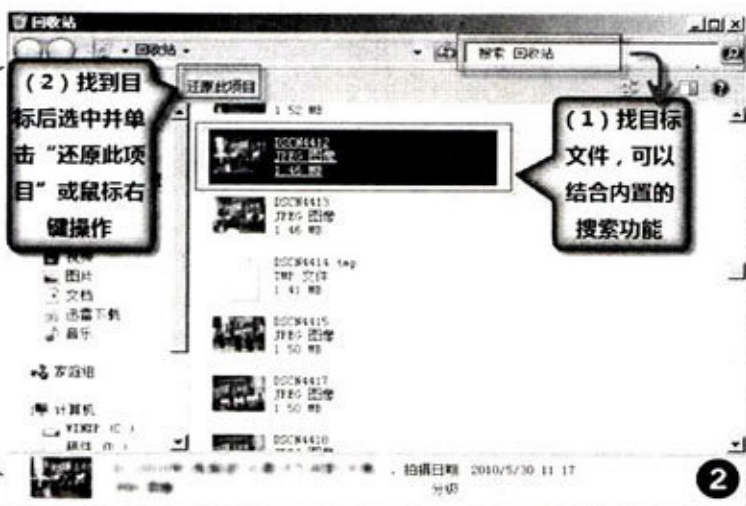 回收站
回收站
搜索 回收站
还原此项目
(2)找到目
标后选中并单
击“还原此项
目”或鼠标右
键操作
(1)找目标
文件,可以
结合内置的
搜索功能
1.52 MB
DSCN4412
JPEG 图像
1.46 MB
DSCN4413
JPEG 图像
1.46 MB
DSCN4414.tmp
TMP 文件
1.41 MB
DSCN4415
JPEG 图像
1.50 MB
DSCN4417
JPEG 图像
1.50 MB
DSCN4418
视频
图片
文档
迅雷下载
音乐
家庭组
计算机
拍摄日期 2010/5/30 11:17
分级
2